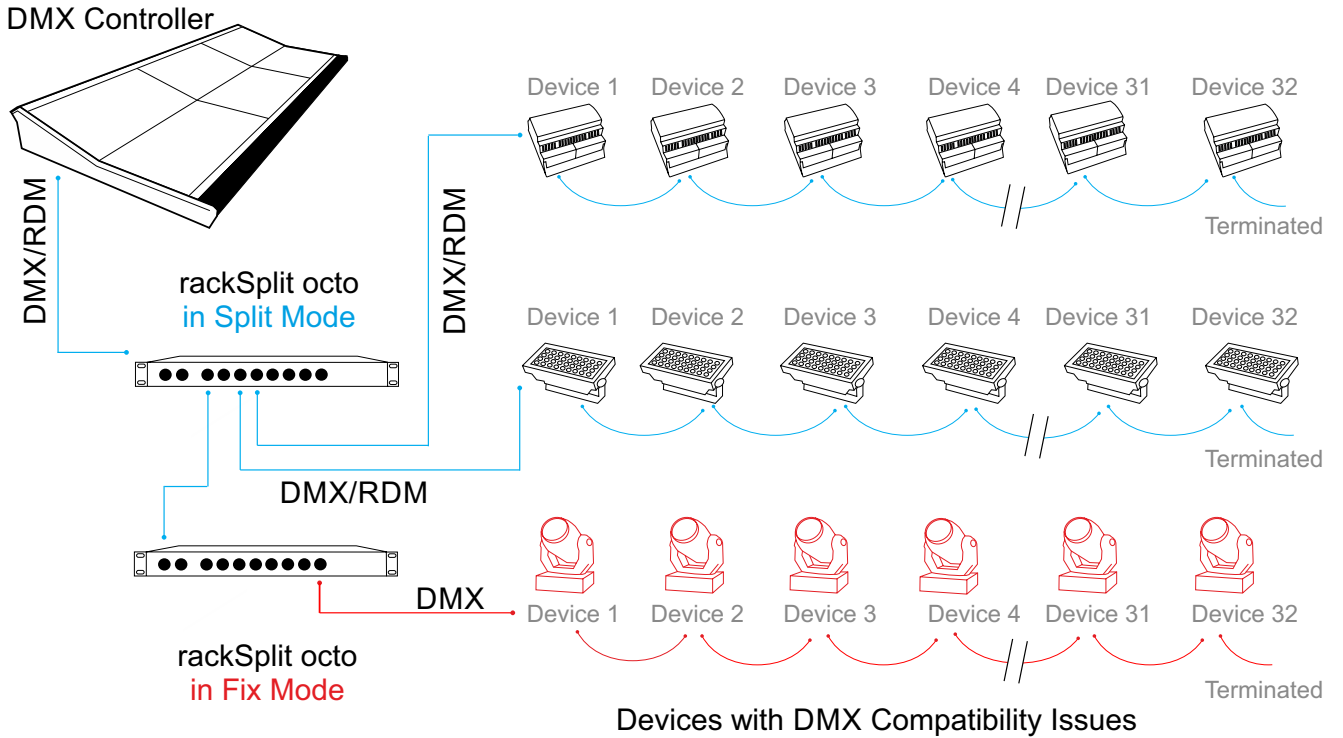 DMX Controller
Device 1 Device 2 Device 3 Device 4 Device 31 Device 32
Terminated
DMX/RDM
DMX/RDM
rackSplit octo
in Split Mode
Device 1 Device 2 Device 3 Device 4 Device 31 Device 32
Terminated
DMX/RDM
DMX
Device 1 Device 2 Device 3 Device 4 Device 31 Device 32
Terminated
rackSplit octo
in Fix Mode
Devices with DMX Compatibility Issues